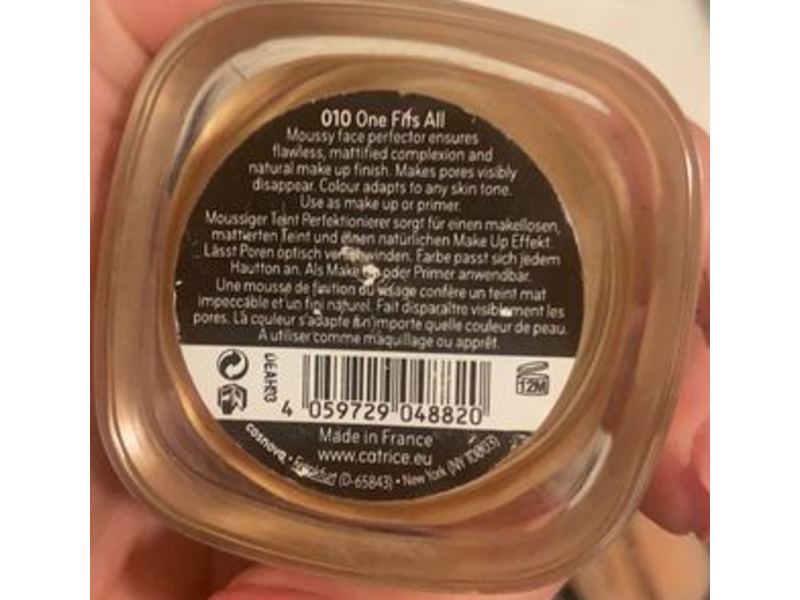 010 One Fits All
Moussy face perfector ensures
flawless, mattified complexion and
natural make up finish. Makes pores visibly
disappear. Colour adapts to any skin tone.
Use as make up or primer.
Moussiger Teint Perfektionierer sorgt für einen makellosen,
mattierten Teint und einen natürlichen Make Up Effekt.
Lässt Poren optisch verschwinden. Farbe passt sich jedem
Hautton an. Als Make oder Primer anwendbar.
Une mousse de finition du visage confère un teint mat
impeccable et un fini naturel. Fait disparaître visiblement les
pores. La couleur s'adapte à n'importe quelle couleur de peau.
A utiliser comme maquillage ou apprêt.
DEAH03
12M
4 059729 048820
Made in France
www.catrice.eu
cosnova • Frankfurt (D-65843) • New York (NY 10803)